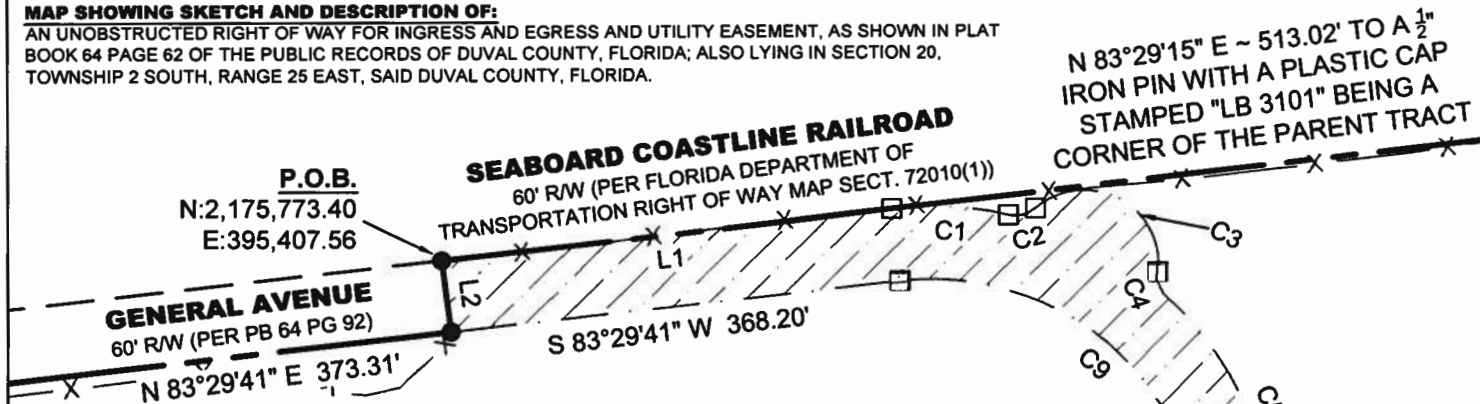 MAP SHOWING SKETCH AND DESCRIPTION OF:
AN UNOBSTRUCTED RIGHT OF WAY FOR INGRESS AND EGRESS AND UTILITY EASEMENT, AS SHOWN IN PLAT
BOOK 64 PAGE 62 OF THE PUBLIC RECORDS OF DUVAL COUNTY, FLORIDA; ALSO LYING IN SECTION 20,
TOWNSHIP 2 SOUTH, RANGE 25 EAST, SAID DUVAL COUNTY, FLORIDA.
N 83°29'15" E ~ 513.02' TO A 1/2"
IRON PIN WITH A PLASTIC CAP
STAMPED "LB 3101" BEING A
CORNER OF THE PARENT TRACT
SEABOARD COASTLINE RAILROAD
60' R/W (PER FLORIDA DEPARTMENT OF
TRANSPORTATION RIGHT OF WAY MAP SECT. 72010(1))
P.O.B.
N:2,175,773.40
E:395,407.56
L1
C1
C2
C3
L2
C4
GENERAL AVENUE
60' R/W (PER PB 64 PG 92)
S 83°29'41" W 368.20'
N 83°29'41" E 373.31'
C9